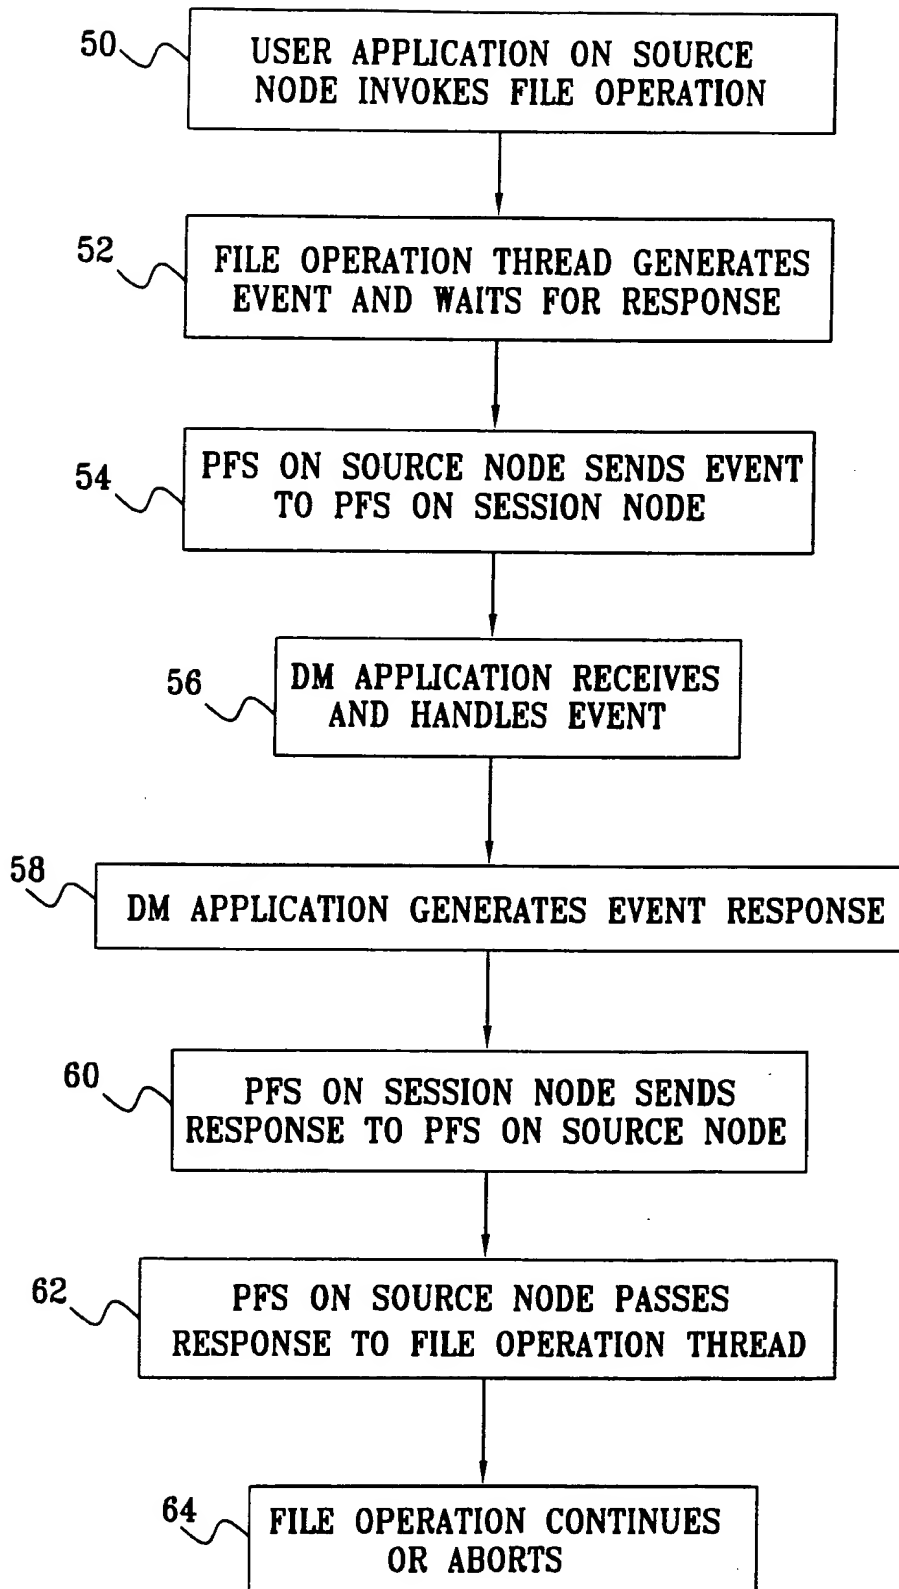 50
USER APPLICATION ON SOURCE
NODE INVOKES FILE OPERATION
52
FILE OPERATION THREAD GENERATES
EVENT AND WAITS FOR RESPONSE
54
PFS ON SOURCE NODE SENDS EVENT
TO PFS ON SESSION NODE
56
DM APPLICATION RECEIVES
AND HANDLES EVENT
58
DM APPLICATION GENERATES EVENT RESPONSE
60
PFS ON SESSION NODE SENDS
RESPONSE TO PFS ON SOURCE NODE
62
PFS ON SOURCE NODE PASSES
RESPONSE TO FILE OPERATION THREAD
64
FILE OPERATION CONTINUES
OR ABORTS